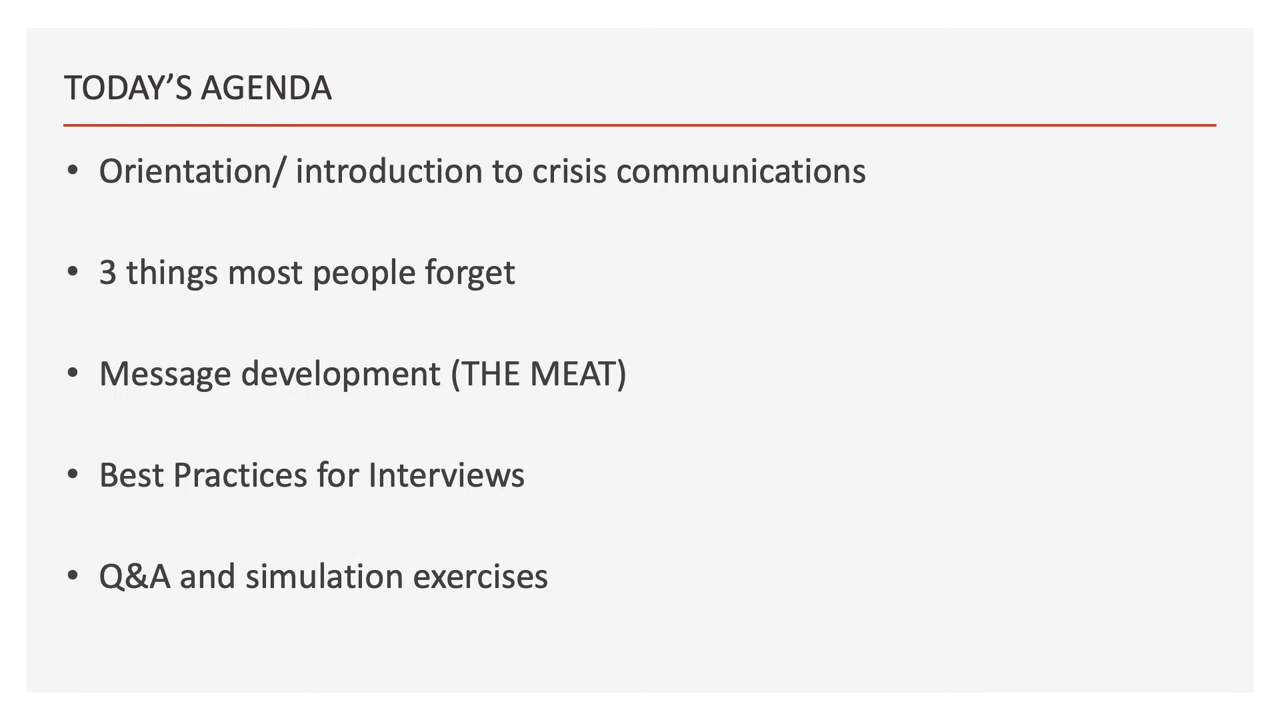 TODAY’S AGENDA
• Orientation/ introduction to crisis communications
• 3 things most people forget
• Message development (THE MEAT)
• Best Practices for Interviews
• Q&A and simulation exercises